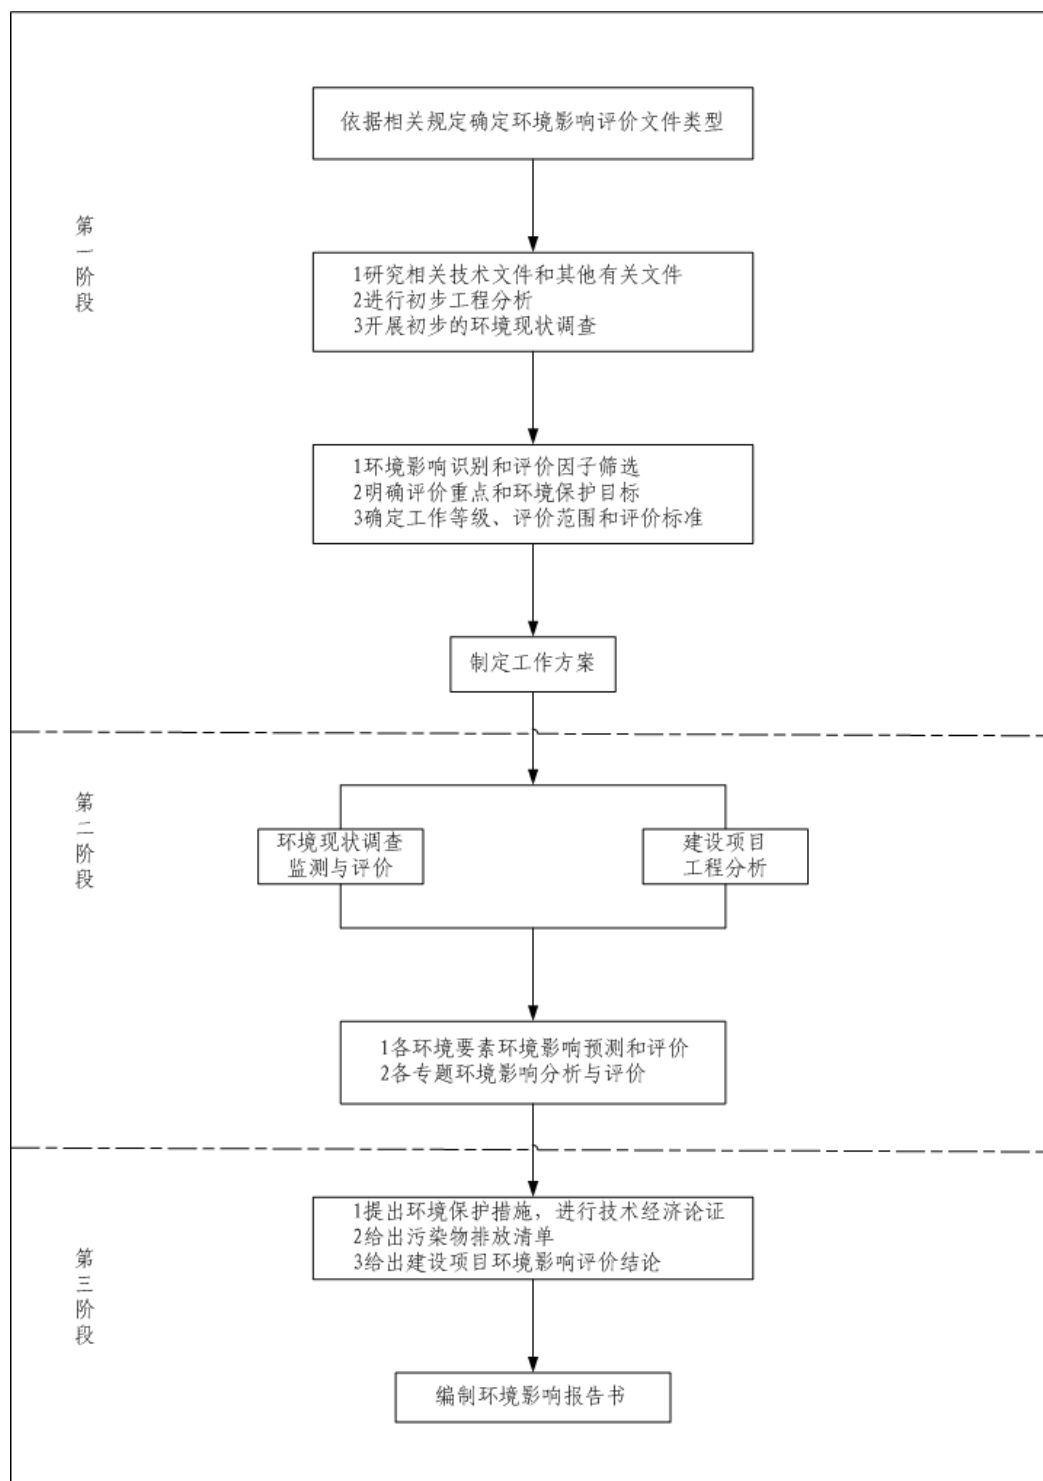 依据相关规定确定环境影响评价文件类型
第一阶段
1研究相关技术文件和其他有关文件
2进行初步工程分析
3开展初步的环境现状调查
1环境影响识别和评价因子筛选
2明确评价重点和环境保护目标
3确定工作等级、评价范围和评价标准
制定工作方案
第二阶段
环境现状调查
监测与评价
建设项目
工程分析
1各环境要素环境影响预测和评价
2各专题环境影响分析与评价
第三阶段
1提出环境保护措施，进行技术经济论证
2给出污染物排放清单
3给出建设项目环境影响评价结论
编制环境影响报告书